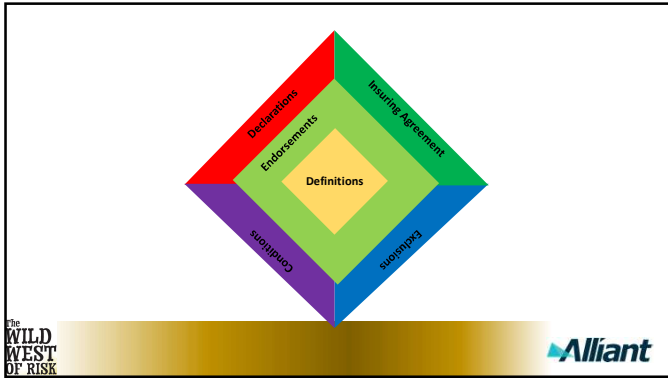 Declarations
Insuring Agreement
Endorsements
Definitions
Conditions
Exclusions
The
WILD
WEST
OF RISK
Alliant